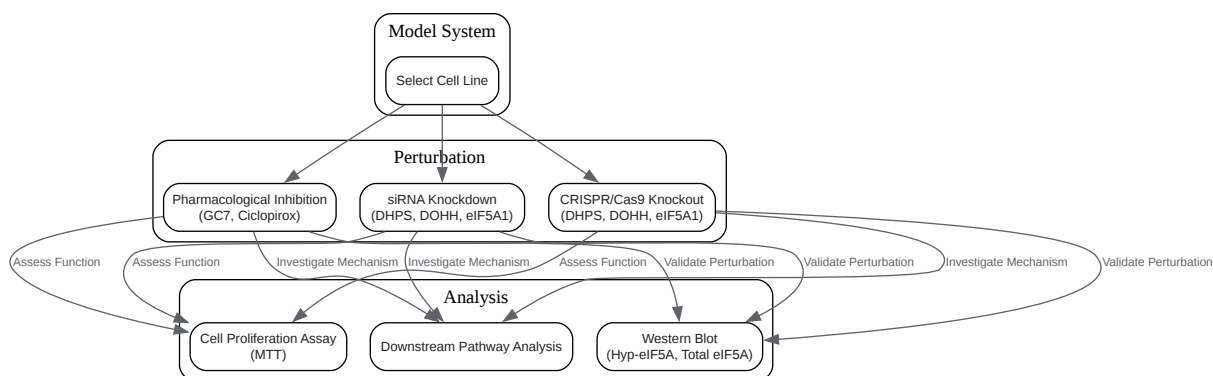 Model System
Select Cell Line
Perturbation
Pharmacological Inhibition
(GC7, Ciclopirox)
siRNA Knockdown
(DHPS, DOHH, eIF5A1)
CRISPR/Cas9 Knockout
(DHPS, DOHH, eIF5A1)
Assess Function
Assess Function
Investigate Mechanism
Investigate Mechanism
Assess Function
Validate Perturbation
Validate Perturbation
Investigate Mechanism
Validate Perturbation
Analysis
Cell Proliferation Assay
(MTT)
Downstream Pathway Analysis
Western Blot
(Hyp-eIF5A, Total eIF5A)